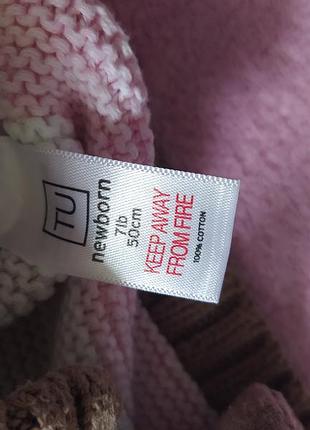 TU
newborn
7lb
50cm
KEEP AWAY
FROM FIRE
100% COTTON